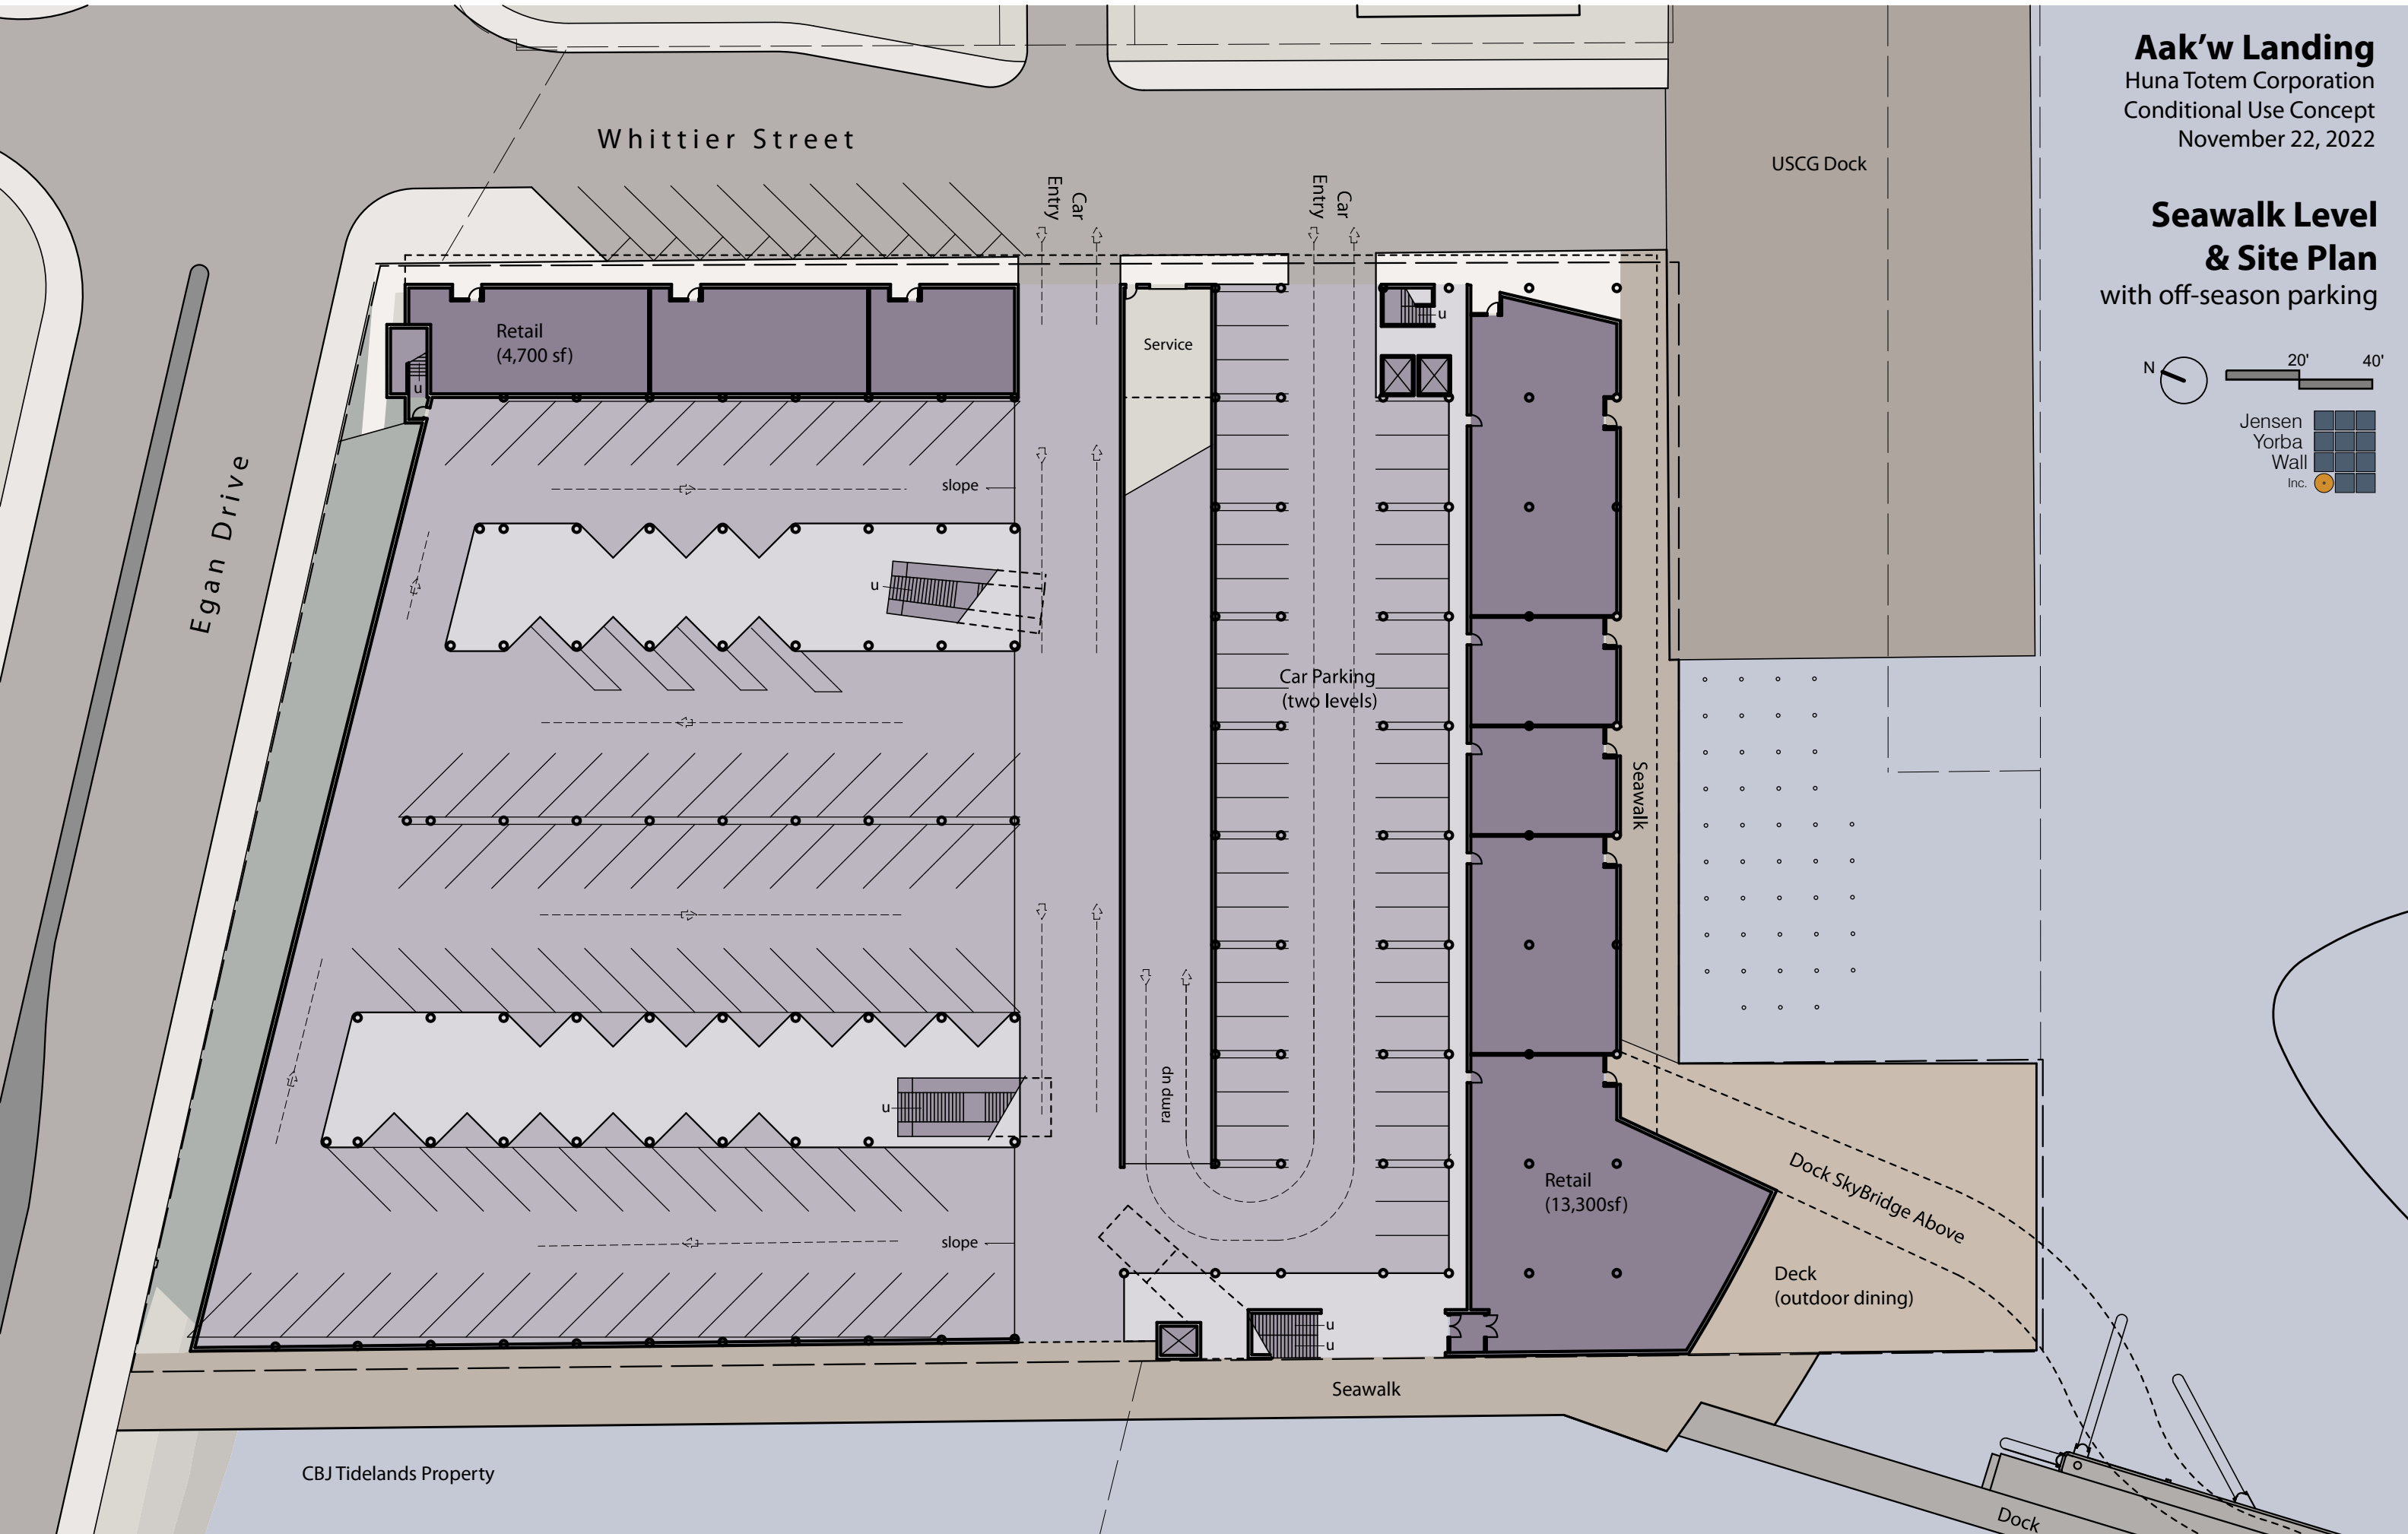 Aak’w Landing
Huna Totem Corporation
Conditional Use Concept
November 22, 2022
Seawalk Level
& Site Plan
with off-season parking
N
20'
40'
Jensen
Yorba
Wall
Inc.
Whittier Street
USCG Dock
Car
Entry
Car
Entry
Retail
(4,700 sf)
u
Service
u
Egan Drive
slope
u
Car Parking
(two levels)
Seawalk
ramp up
u
slope
Retail
(13,300sf)
Dock SkyBridge Above
Deck
(outdoor dining)
u
u
Seawalk
CBJ Tidelands Property
Dock